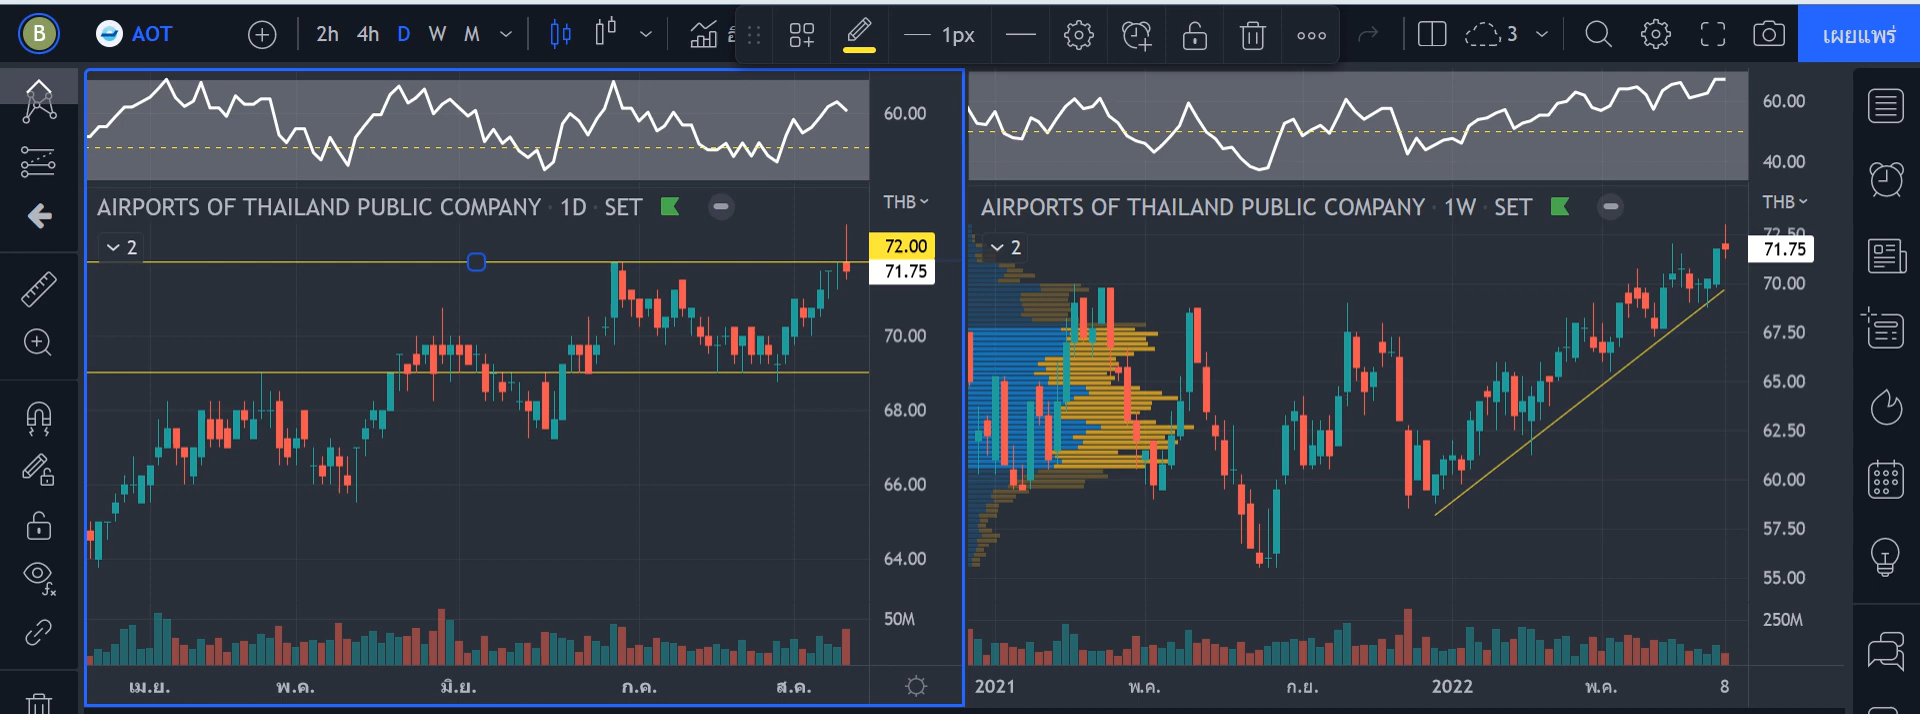 B AOT 2h 4h D W M 1px 3 เผยแพร่
60.00
AIRPORTS OF THAILAND PUBLIC COMPANY · 1D · SET
THB
2
72.00
71.75
70.00
68.00
66.00
64.00
50M
เม.ย. พ.ค. มิ.ย. ก.ค. ส.ค.
60.00
40.00
AIRPORTS OF THAILAND PUBLIC COMPANY · 1W · SET
THB
2
72.50
71.75
70.00
67.50
65.00
62.50
60.00
57.50
55.00
250M
2021 พ.ค. ก.ย. 2022 พ.ค. 8